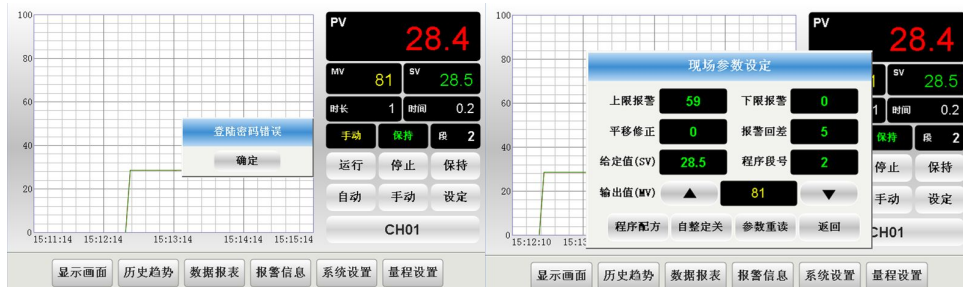 100
80
60
40
20
0
15:11:14 15:12:14 15:13:14 15:14:14 15:15:14
登陆密码错误
确定
PV
28.4
MV 81 SV 28.5
时长 1 时间 0.2
手动 保持 段 2
运行 停止 保持
自动 手动 设定
CH01
显示画面 历史趋势 数据报表 报警信息 系统设置 量程设置
100
80
60
40
20
0
15:12:10 15:13
PV
28.4
SV 28.5
时间 0.2
保持 段 2
停止 保持
手动 设定
CH01
现场参数设定
上限报警 59 下限报警 0
平移修正 0 报警回差 5
给定值(SV) 28.5 程序段号 2
输出值(MV) ▲ 81 ▼
程序配方 自整定关 参数重读 返回
显示画面 历史趋势 数据报表 报警信息 系统设置 量程设置